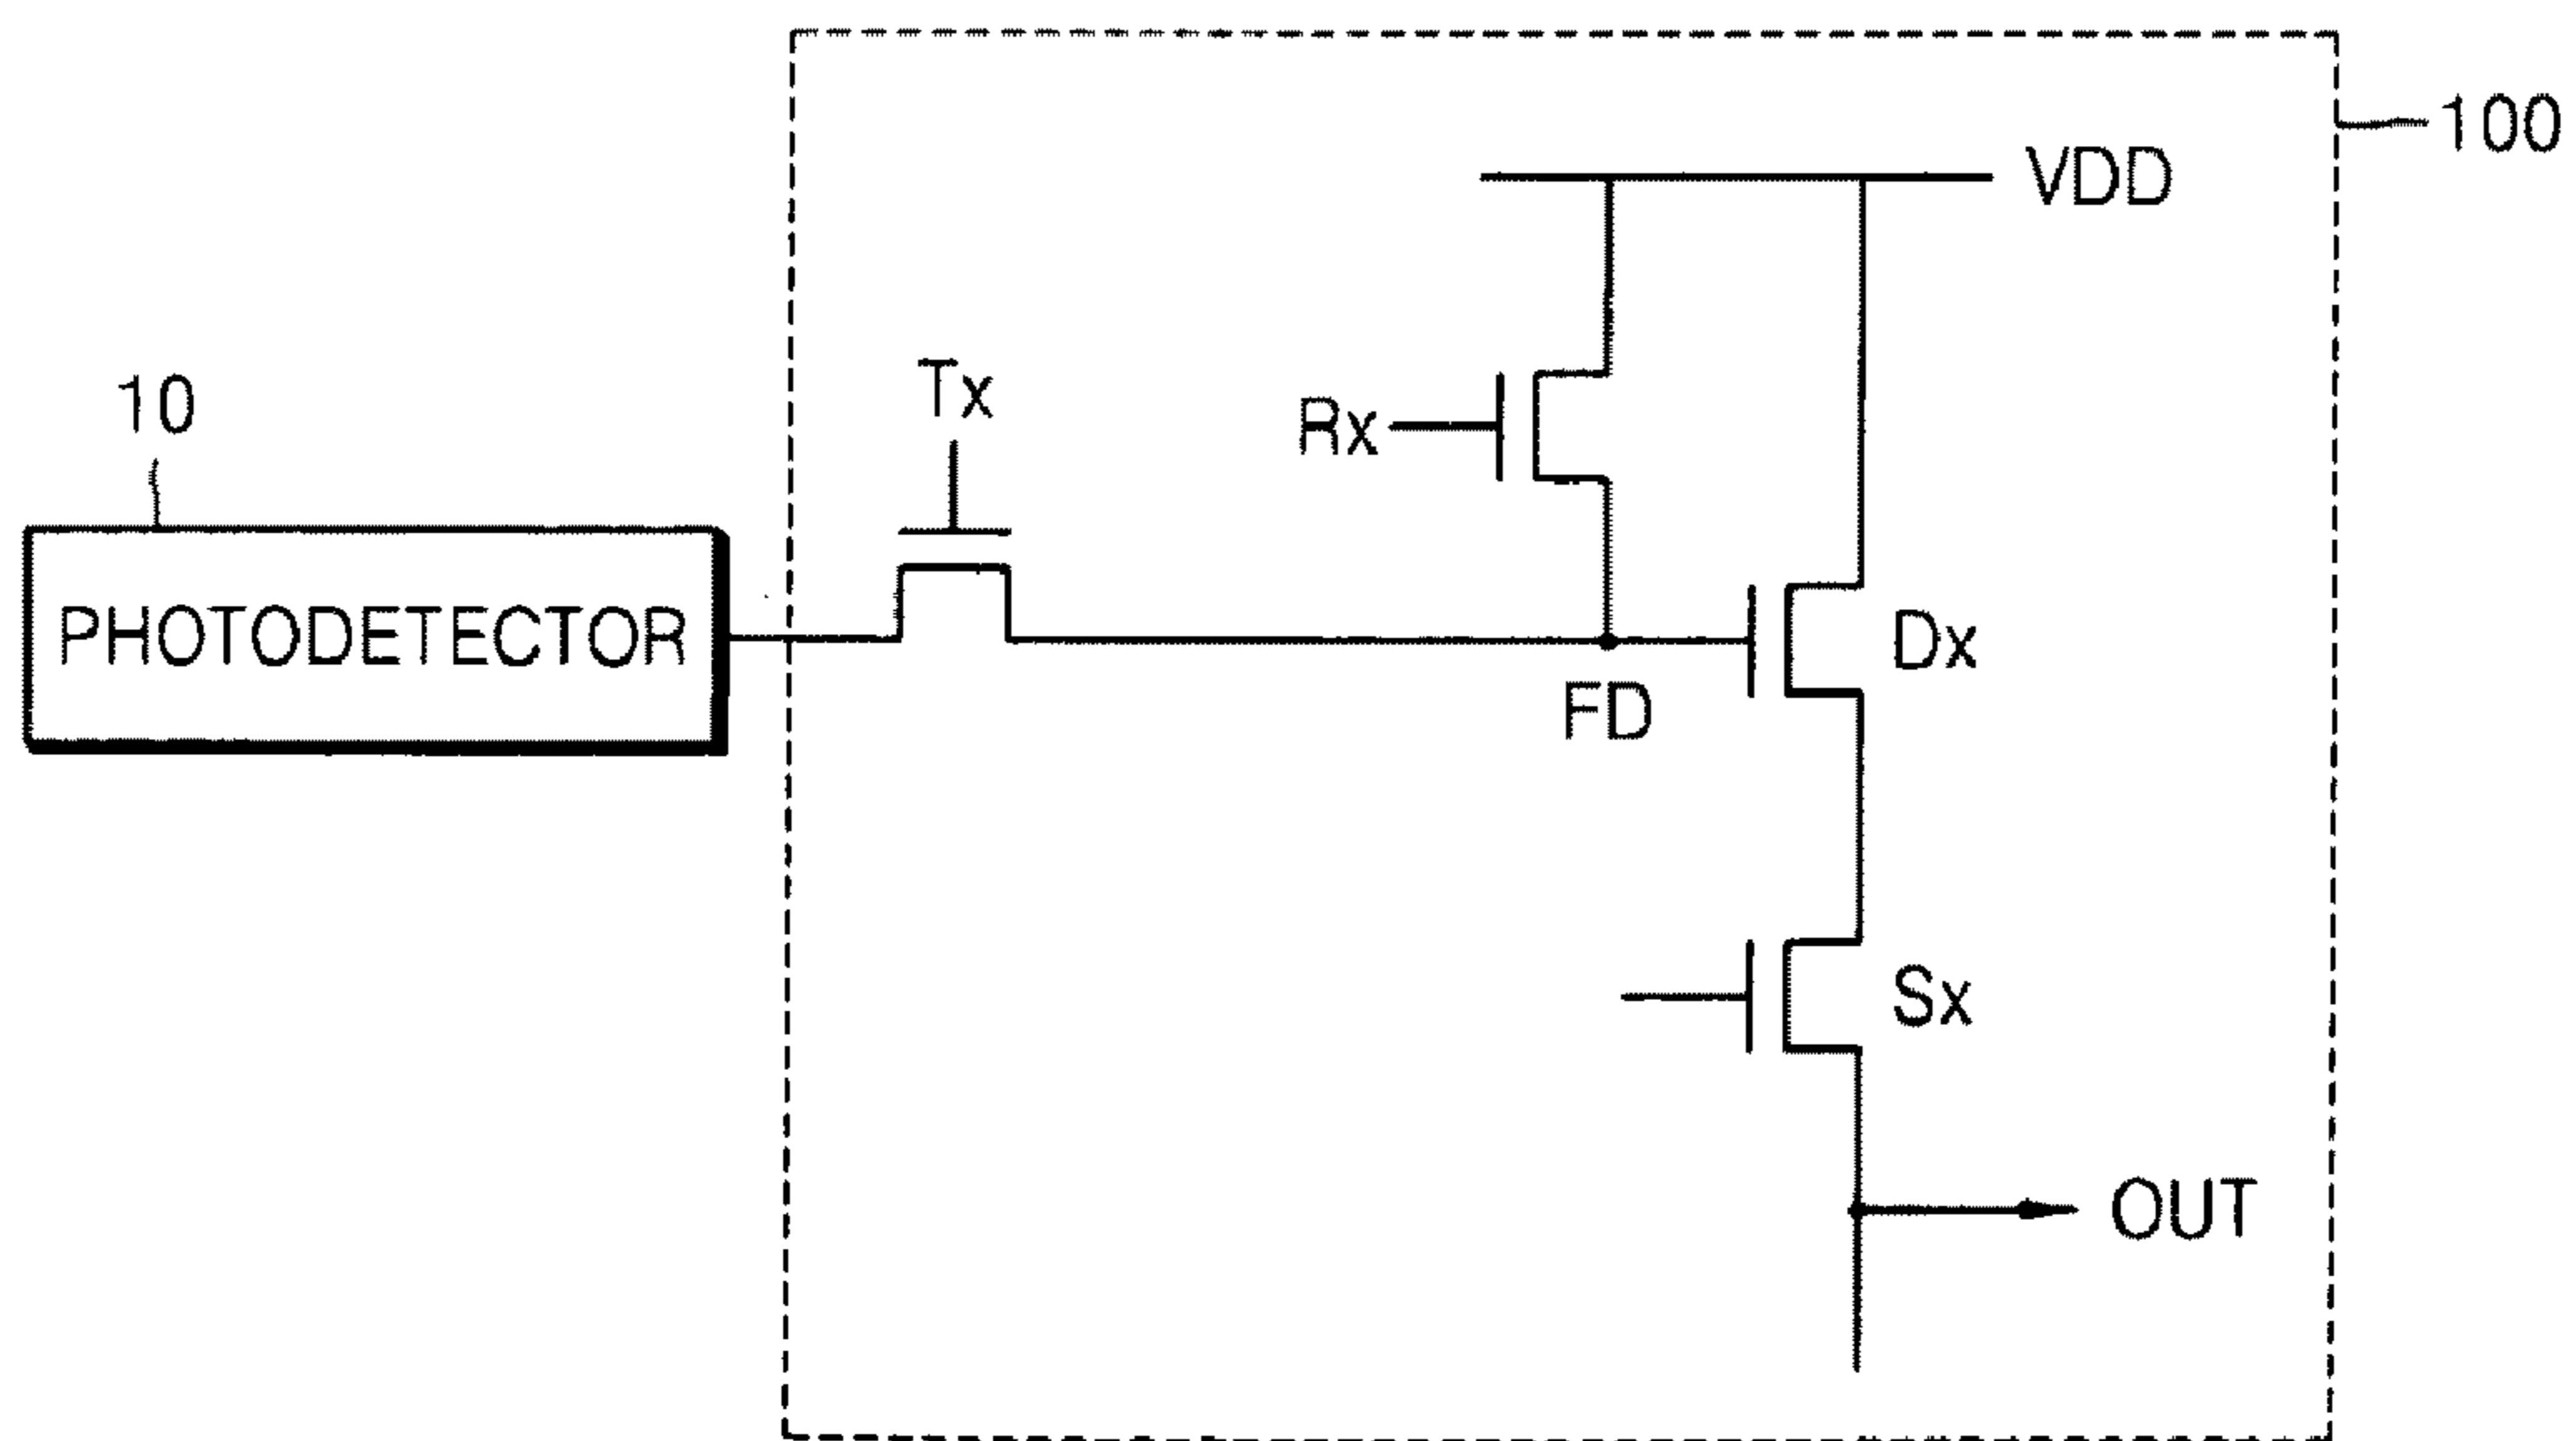 100
VDD
10
Tx
Rx
PHOTODETECTOR
Dx
FD
Sx
OUT